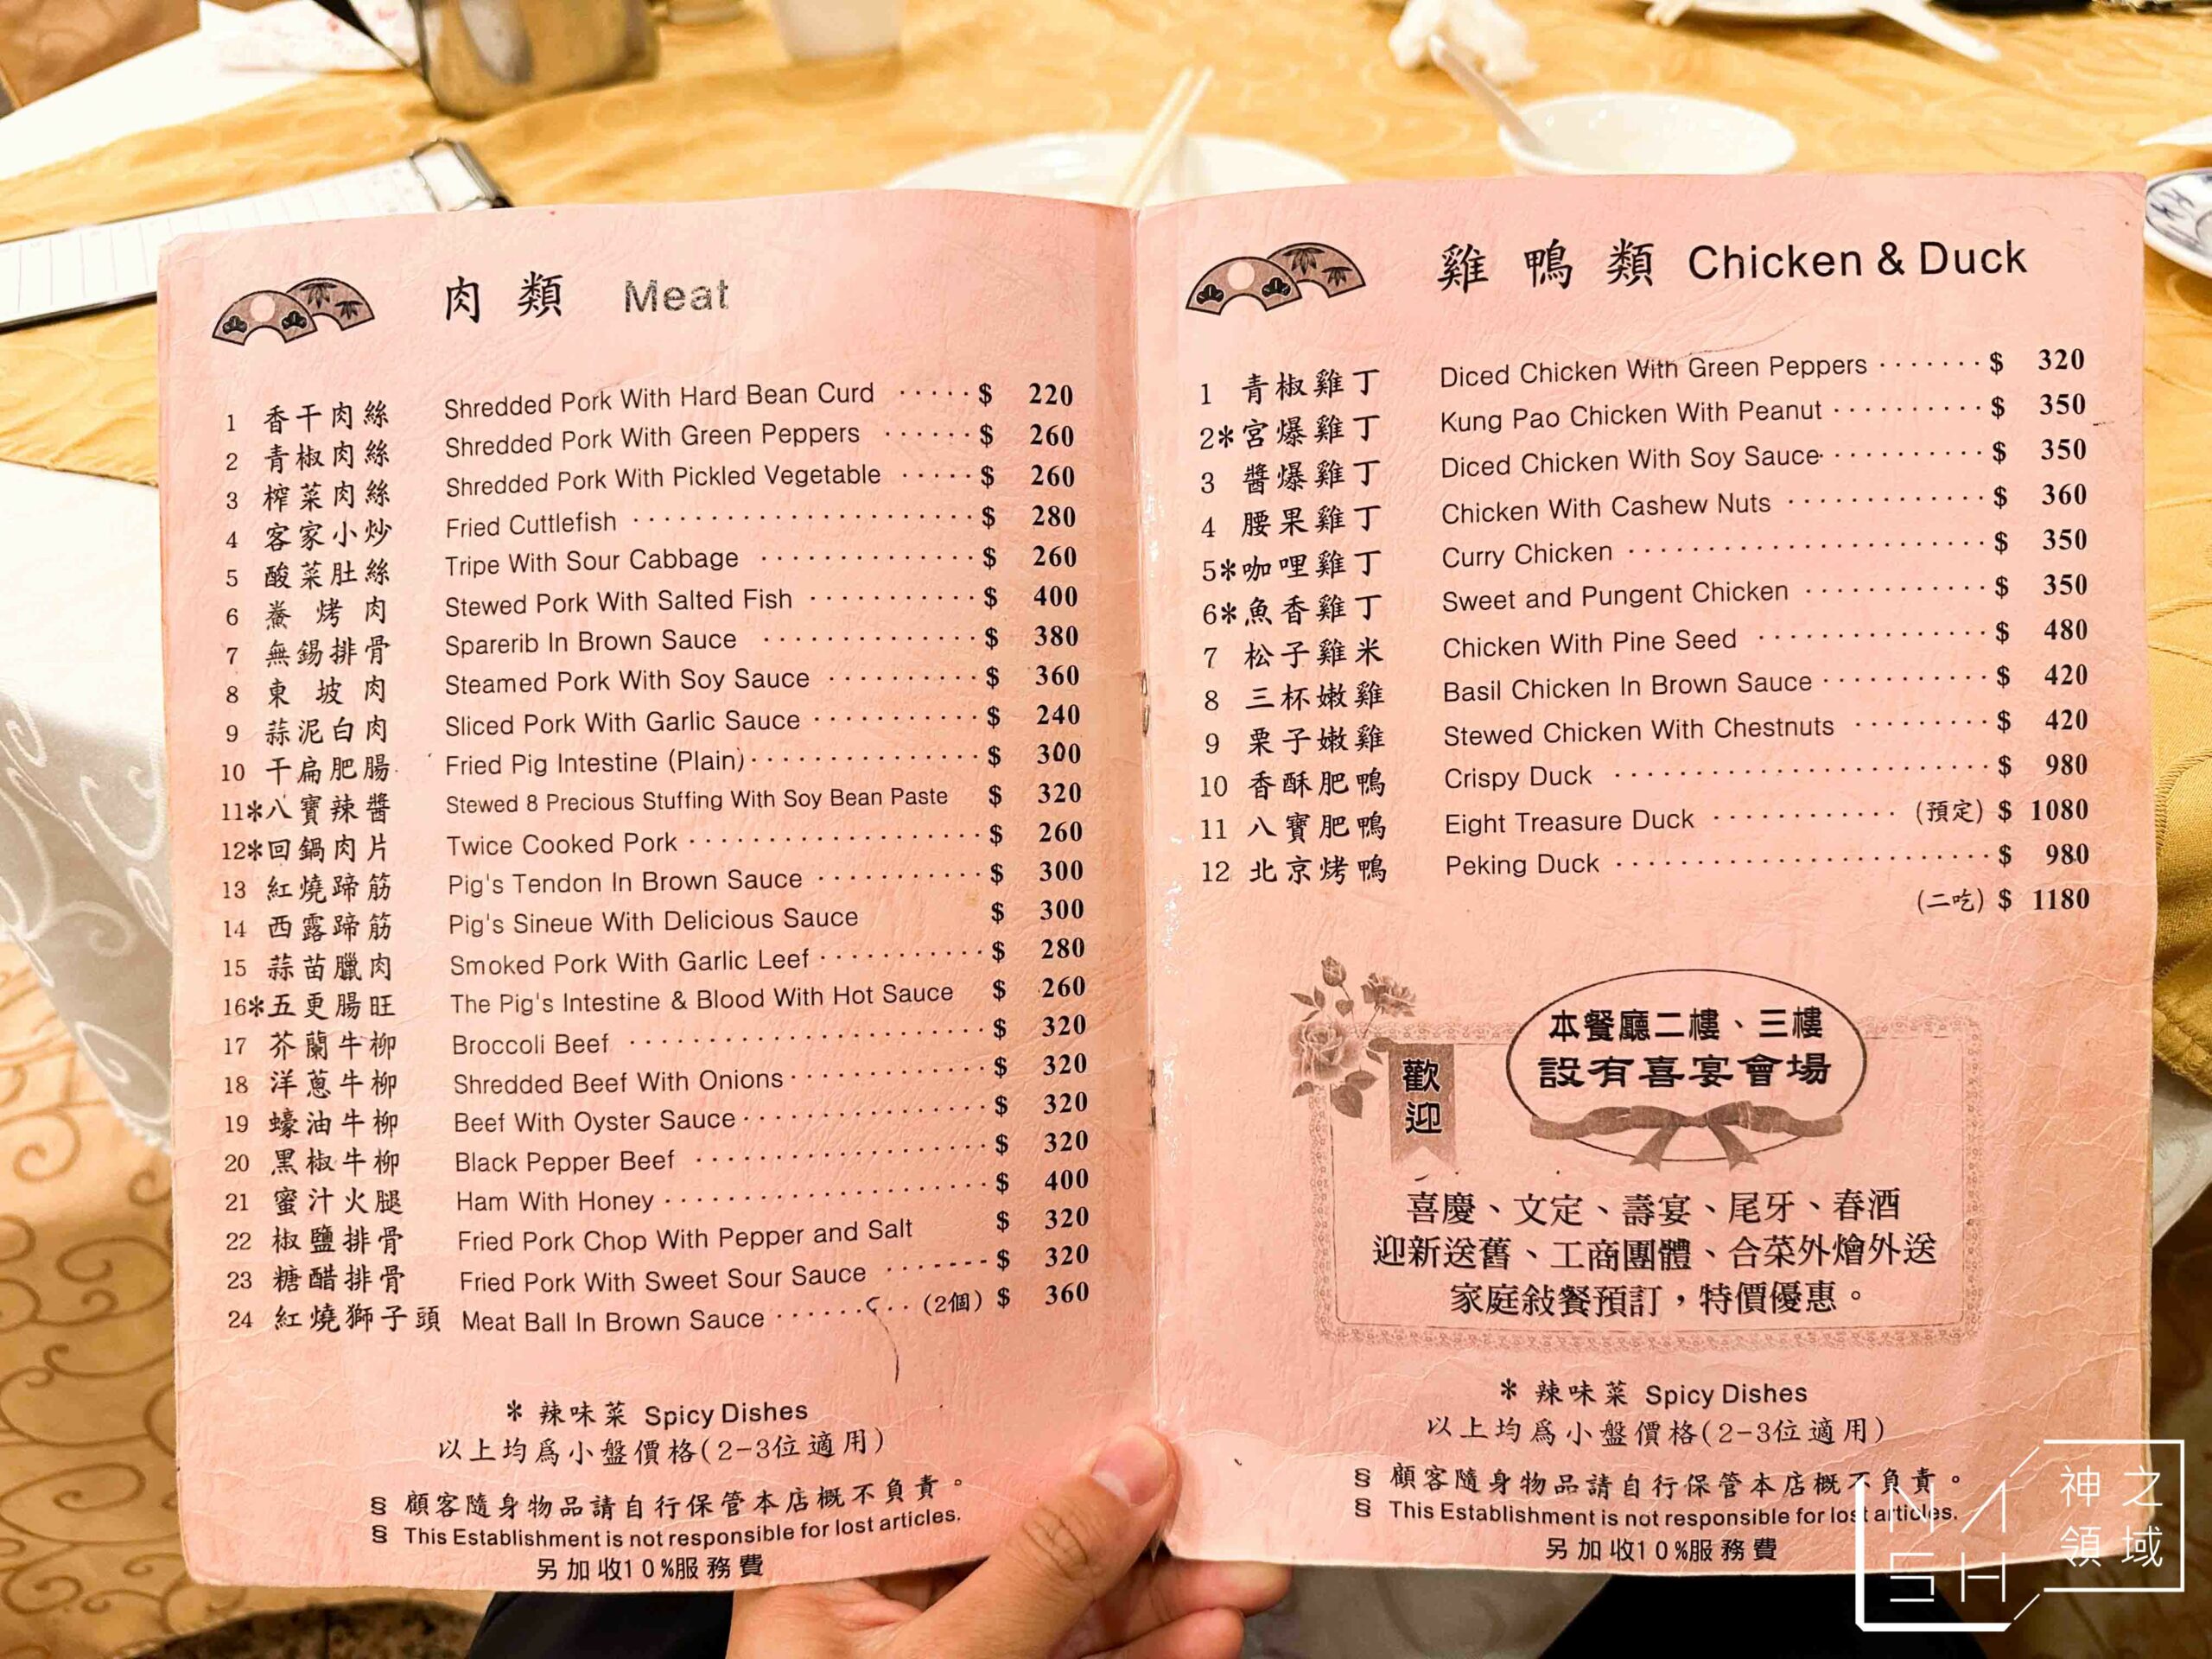 肉類 Meat
1 香干肉絲 Shredded Pork With Hard Bean Curd ····· $ 220
2 青椒肉絲 Shredded Pork With Green Peppers ······ $ 260
3 榨菜肉絲 Shredded Pork With Pickled Vegetable ····· $ 260
4 客家小炒 Fried Cuttlefish ······················ $ 280
5 酸菜肚絲 Tripe With Sour Cabbage ·············· $ 260
6 鯗烤肉 Stewed Pork With Salted Fish ··········· $ 400
7 無錫排骨 Sparerib In Brown Sauce ·············· $ 380
8 東坡肉 Steamed Pork With Soy Sauce ·········· $ 360
9 蒜泥白肉 Sliced Pork With Garlic Sauce ··········· $ 240
10 干扁肥腸 Fried Pig Intestine (Plain) ··············· $ 300
11*八寶辣醬 Stewed 8 Precious Stuffing With Soy Bean Paste $ 320
12*回鍋肉片 Twice Cooked Pork ··················· $ 260
13 紅燒蹄筋 Pig's Tendon In Brown Sauce ··········· $ 300
14 西露蹄筋 Pig's Sineue With Delicious Sauce $ 300
15 蒜苗臘肉 Smoked Pork With Garlic Leef ··········· $ 280
16*五更腸旺 The Pig's Intestine & Blood With Hot Sauce $ 260
17 芥蘭牛柳 Broccoli Beef ······················· $ 320
18 洋蔥牛柳 Shredded Beef With Onions ············· $ 320
19 蠔油牛柳 Beef With Oyster Sauce ················ $ 320
20 黑椒牛柳 Black Pepper Beef ··················· $ 320
21 蜜汁火腿 Ham With Honey ····················· $ 400
22 椒鹽排骨 Fried Pork Chop With Pepper and Salt $ 320
23 糖醋排骨 Fried Pork With Sweet Sour Sauce ······· $ 320
24 紅燒獅子頭 Meat Ball In Brown Sauce ·········· (2個) $ 360
* 辣味菜 Spicy Dishes
以上均爲小盤價格(2-3位適用)
§ 顧客隨身物品請自行保管本店概不負責。
§ This Establishment is not responsible for lost articles.
另加收10%服務費
雞鴨類 Chicken & Duck
1 青椒雞丁 Diced Chicken With Green Peppers ······· $ 320
2*宮爆雞丁 Kung Pao Chicken With Peanut ·········· $ 350
3 醬爆雞丁 Diced Chicken With Soy Sauce ··········· $ 350
4 腰果雞丁 Chicken With Cashew Nuts ············· $ 360
5*咖哩雞丁 Curry Chicken ······················· $ 350
6*魚香雞丁 Sweet and Pungent Chicken ············ $ 350
7 松子雞米 Chicken With Pine Seed ··············· $ 480
8 三杯嫩雞 Basil Chicken In Brown Sauce ··········· $ 420
9 栗子嫩雞 Stewed Chicken With Chestnuts ········· $ 420
10 香酥肥鴨 Crispy Duck ························ $ 980
11 八寶肥鴨 Eight Treasure Duck ············ (預定) $ 1080
12 北京烤鴨 Peking Duck ························ $ 980
(二吃) $ 1180
歡迎
本餐廳二樓、三樓
設有喜宴會場
喜慶、文定、壽宴、尾牙、春酒
迎新送舊、工商團體、合菜外燴外送
家庭敍餐預訂，特價優惠。
* 辣味菜 Spicy Dishes
以上均爲小盤價格(2-3位適用)
§ 顧客隨身物品請自行保管本店概不負責。
§ This Establishment is not responsible for lost articles.
另加收10%服務費
NASH
神之
領域